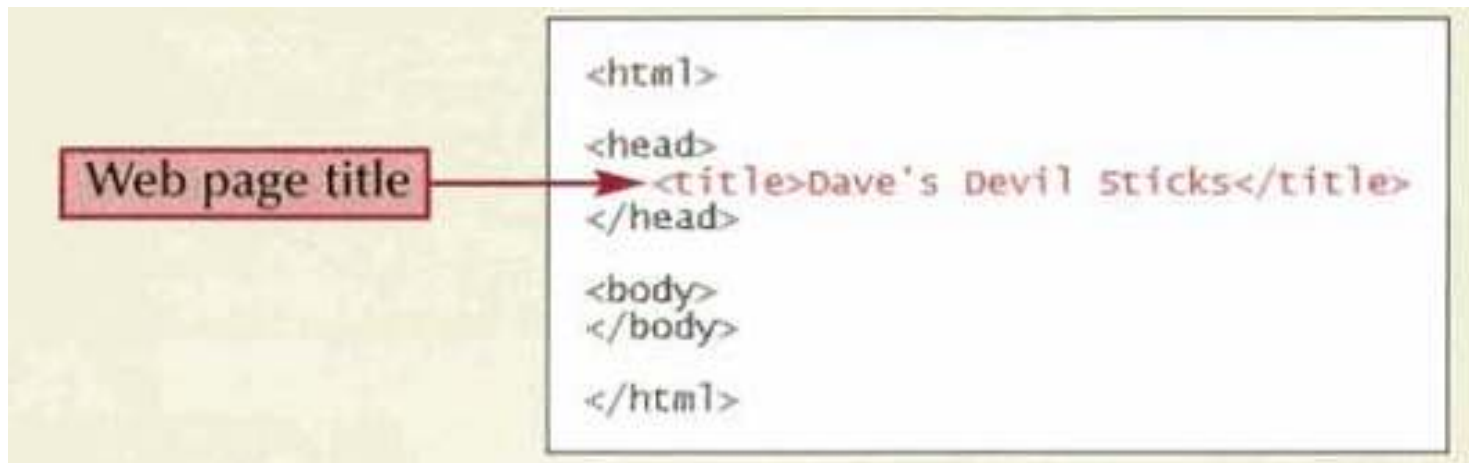 <html>
<head>
Web page title
<title>Dave's Devil Sticks</title>
</head>
<body>
</body>
</html>